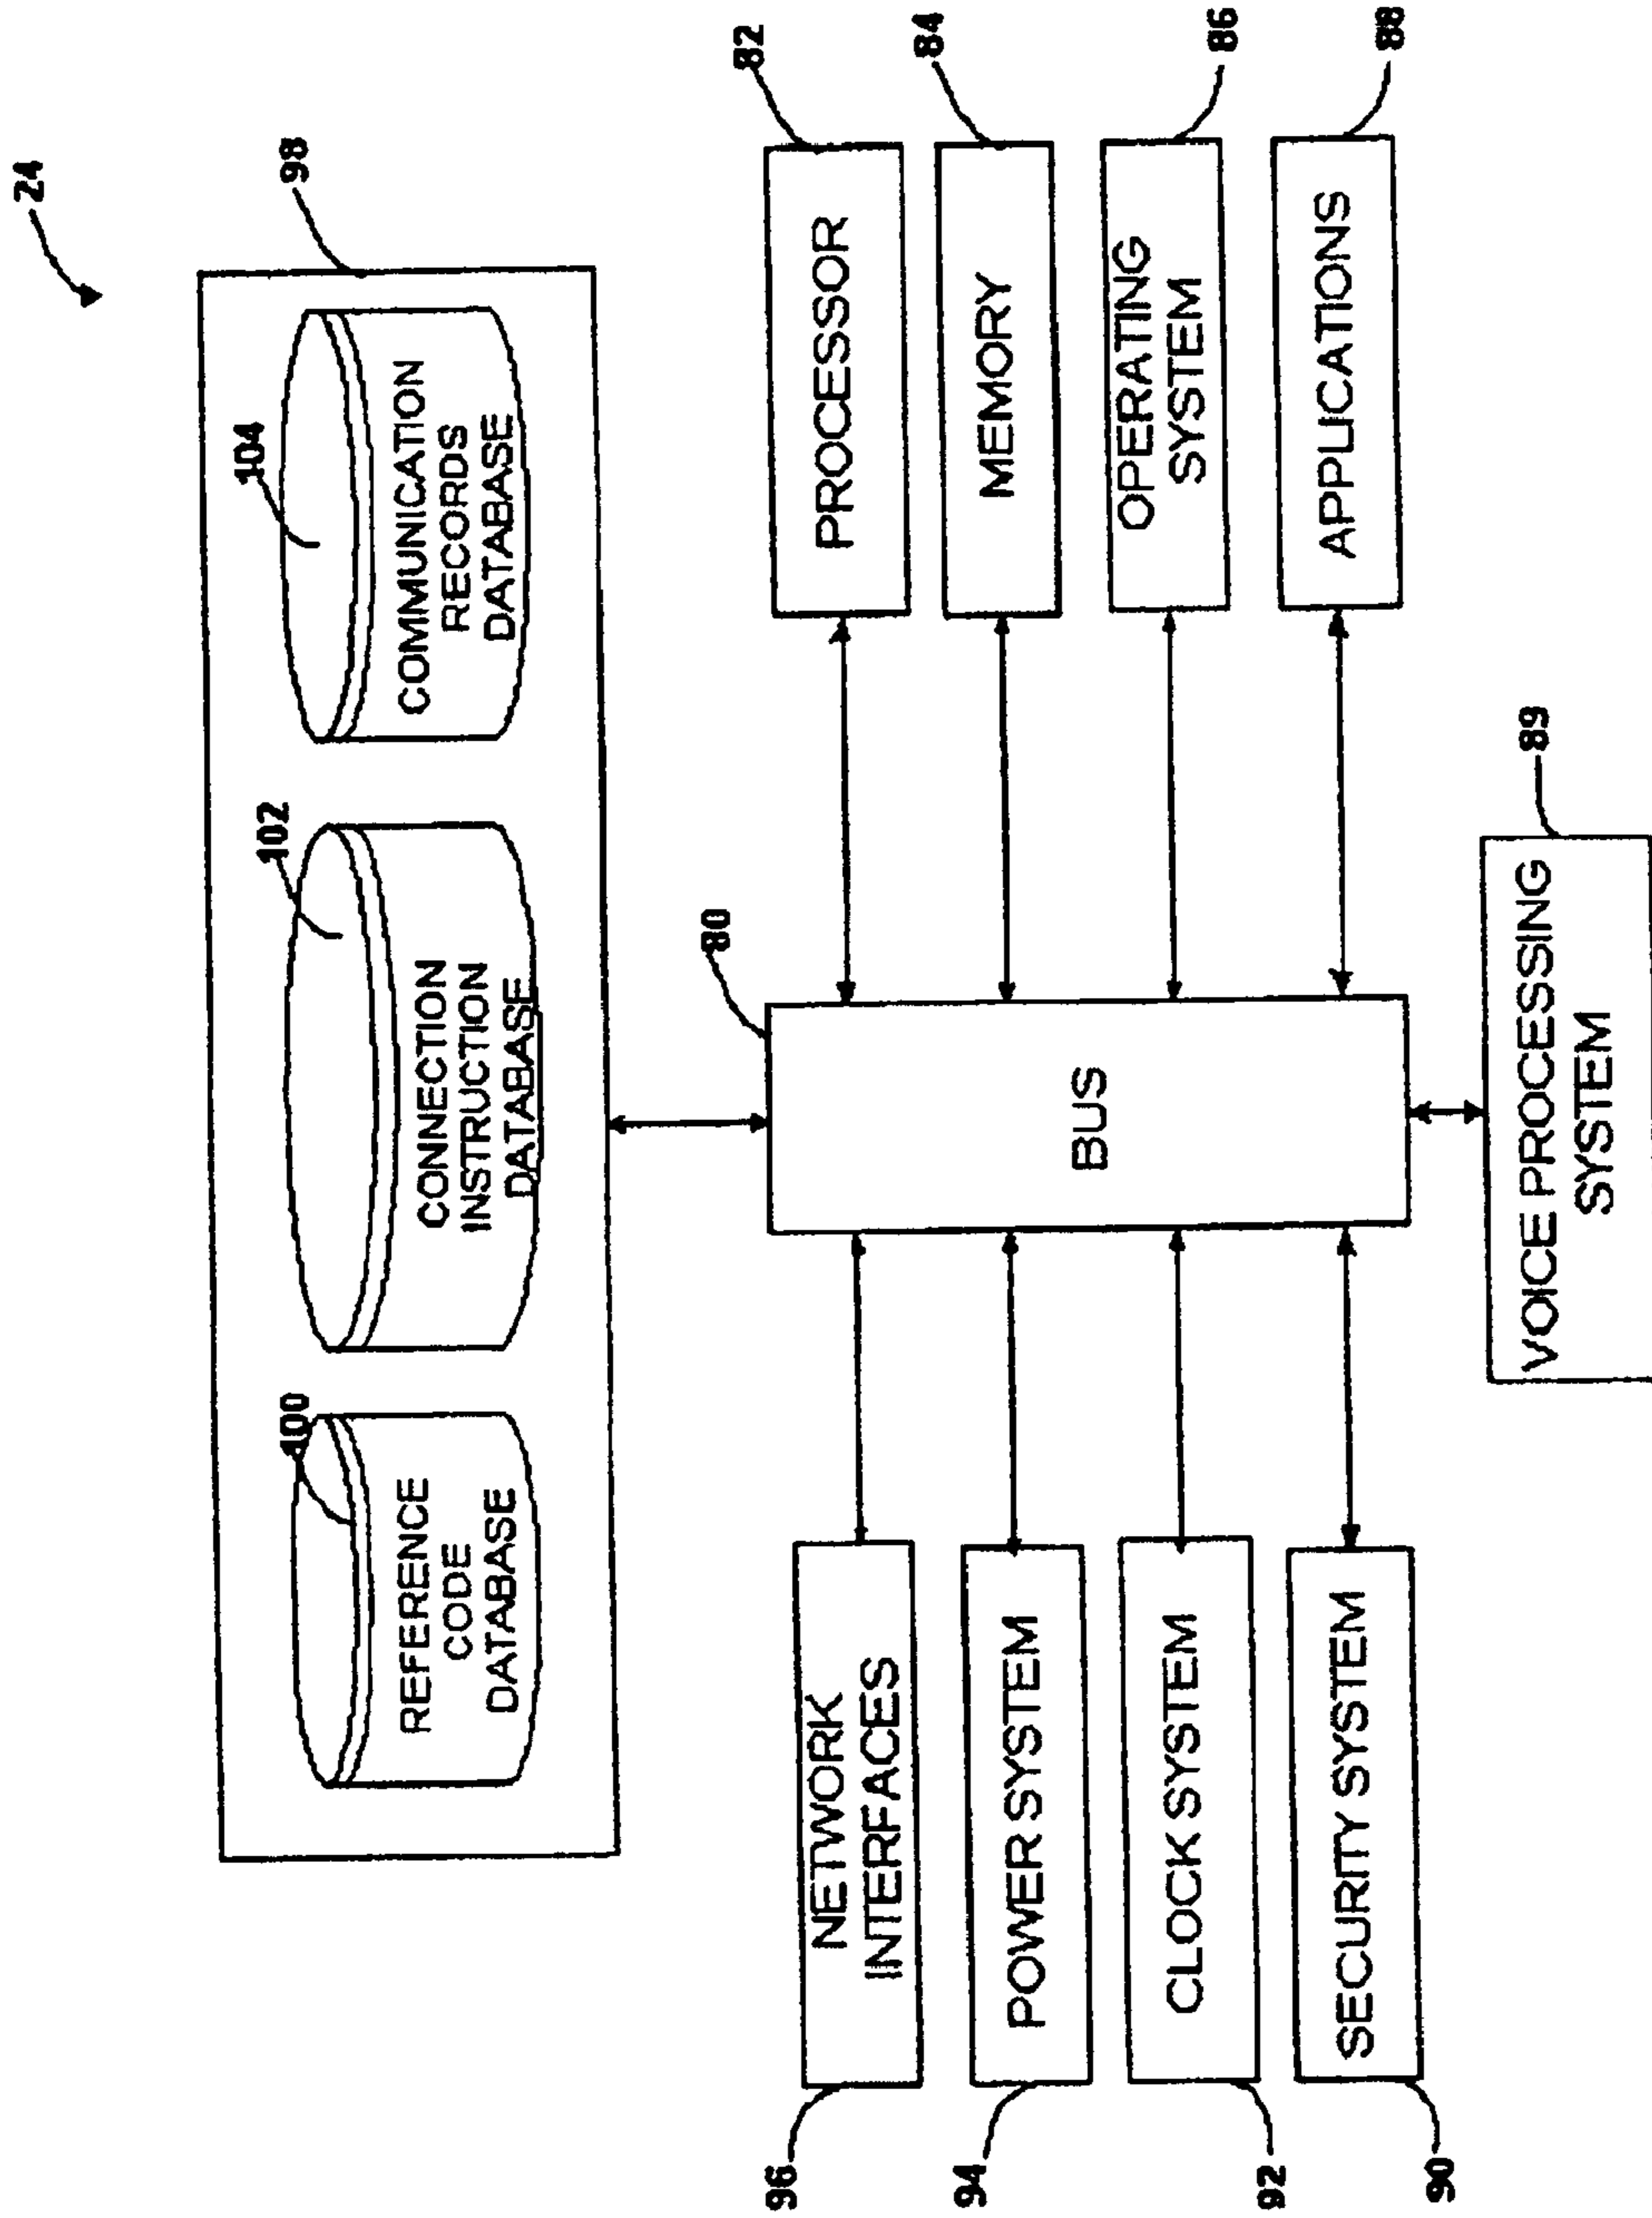 24
98
100
102
104
REFERENCE
CODE
DATABASE
CONNECTION
INSTRUCTION
DATABASE
COMMUNICATION
RECORDS
DATABASE
80
BUS
96
NETWORK
INTERFACES
94
POWER SYSTEM
92
CLOCK SYSTEM
90
SECURITY SYSTEM
PROCESSOR
82
MEMORY
84
OPERATING
SYSTEM
86
APPLICATIONS
88
VOICE PROCESSING
SYSTEM
89